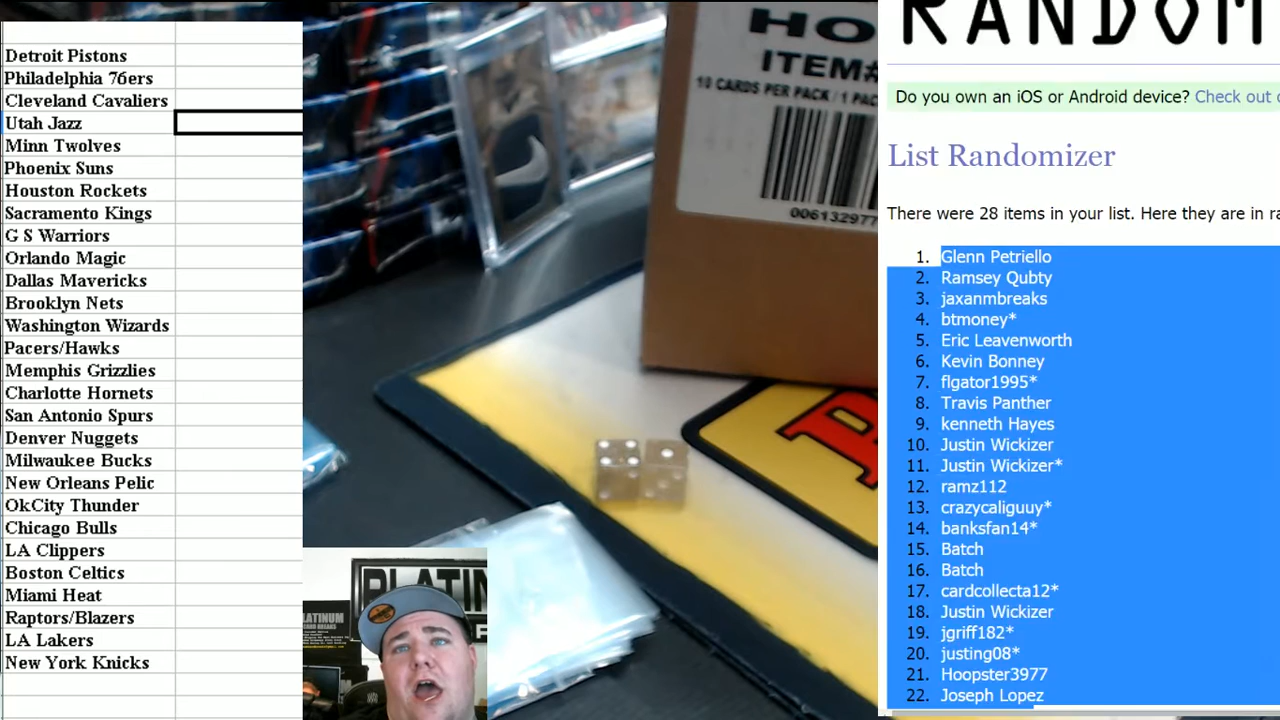 Detroit Pistons
Philadelphia 76ers
Cleveland Cavaliers
Utah Jazz
Minn Twolves
Phoenix Suns
Houston Rockets
Sacramento Kings
G S Warriors
Orlando Magic
Dallas Mavericks
Brooklyn Nets
Washington Wizards
Pacers/Hawks
Memphis Grizzlies
Charlotte Hornets
San Antonio Spurs
Denver Nuggets
Milwaukee Bucks
New Orleans Pelic
OkCity Thunder
Chicago Bulls
LA Clippers
Boston Celtics
Miami Heat
Raptors/Blazers
LA Lakers
New York Knicks
HO
ITEM#
10 CARDS PER PACK / 1 PAC
006132977
PLATIN
PLATINUM
RANDOM
Do you own an iOS or Android device? Check out
List Randomizer
There were 28 items in your list. Here they are in ra
1. Glenn Petriello
2. Ramsey Qubty
3. jaxanmbreaks
4. btmoney*
5. Eric Leavenworth
6. Kevin Bonney
7. flgator1995*
8. Travis Panther
9. kenneth Hayes
10. Justin Wickizer
11. Justin Wickizer*
12. ramz112
13. crazycaliguuy*
14. banksfan14*
15. Batch
16. Batch
17. cardcollecta12*
18. Justin Wickizer
19. jgriff182*
20. justing08*
21. Hoopster3977
22. Joseph Lopez